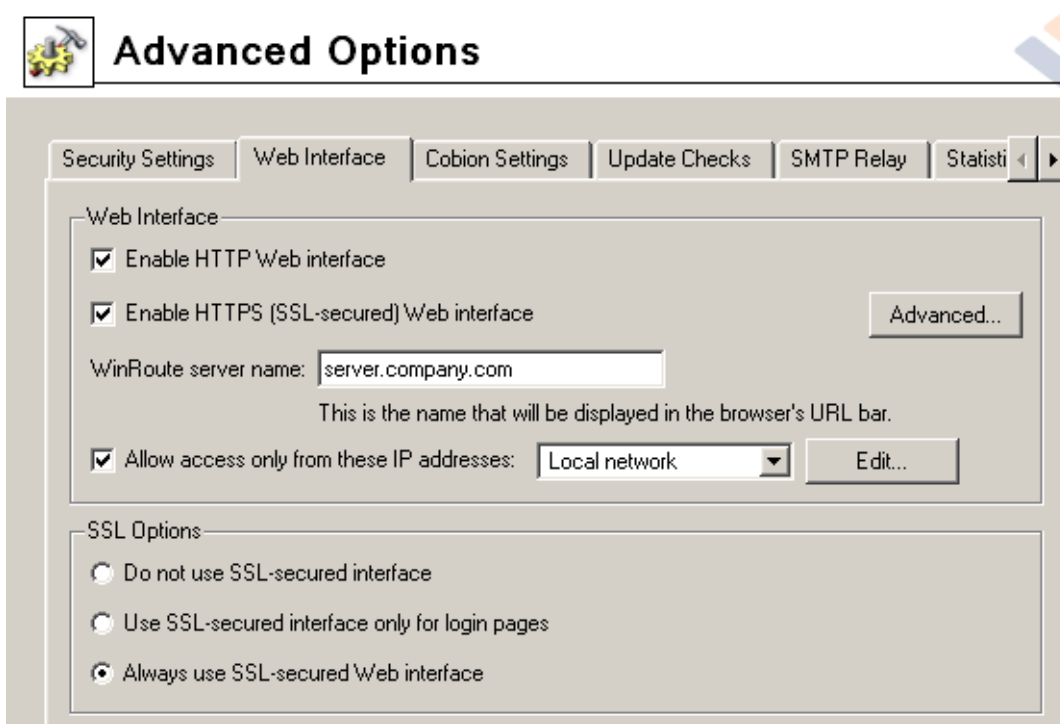 Advanced Options
Security Settings Web Interface Cobion Settings Update Checks SMTP Relay Statisti
Web Interface
Enable HTTP Web interface
Enable HTTPS (SSL-secured) Web interface Advanced...
WinRoute server name: server.company.com
This is the name that will be displayed in the browser's URL bar.
Allow access only from these IP addresses: Local network Edit...
SSL Options
Do not use SSL-secured interface
Use SSL-secured interface only for login pages
Always use SSL-secured Web interface